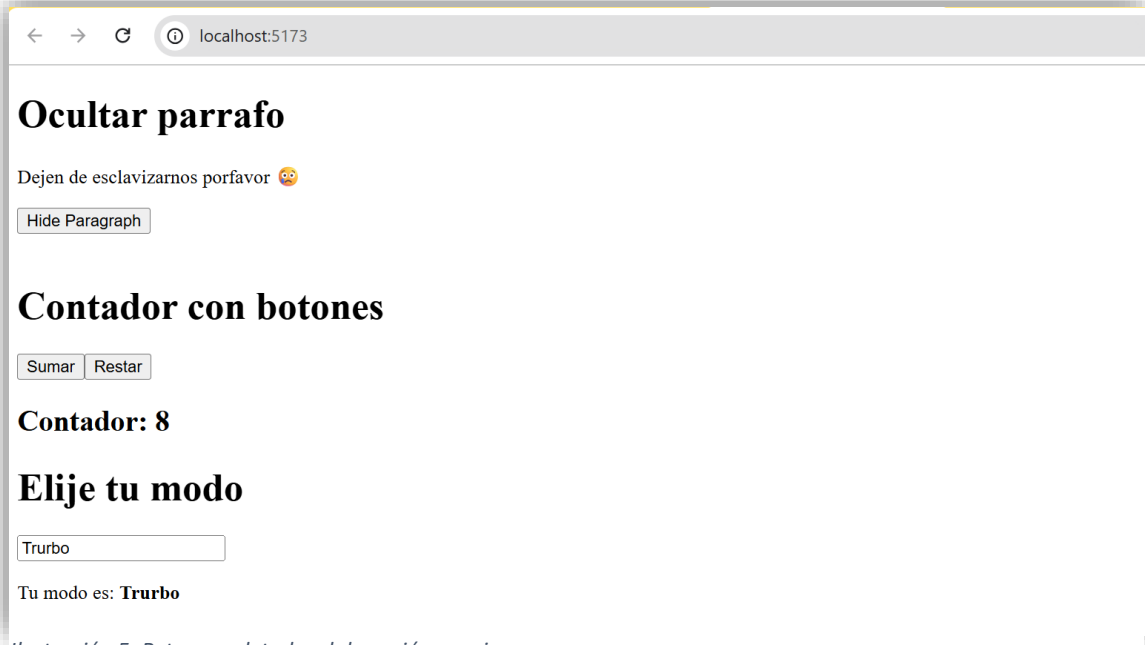 localhost:5173
Ocultar parrafo
Dejen de esclavizarnos porfavor 😰
Hide Paragraph
Contador con botones
Sumar Restar
Contador: 8
Elije tu modo
Trurbo
Tu modo es: Trurbo